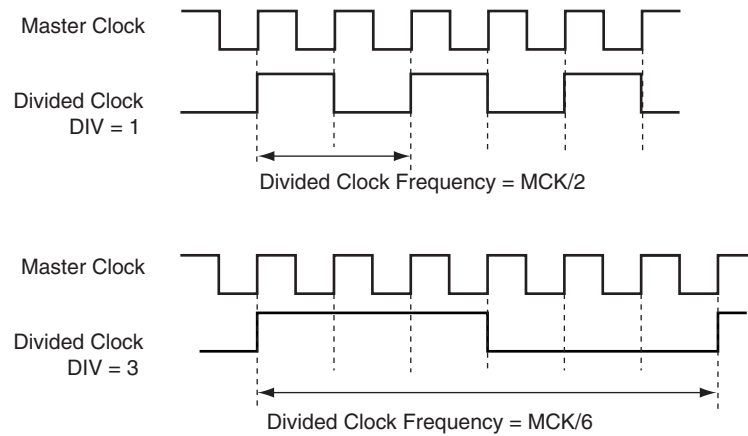 Master Clock
Divided Clock
DIV = 1
Divided Clock Frequency = MCK/2
Master Clock
Divided Clock
DIV = 3
Divided Clock Frequency = MCK/6